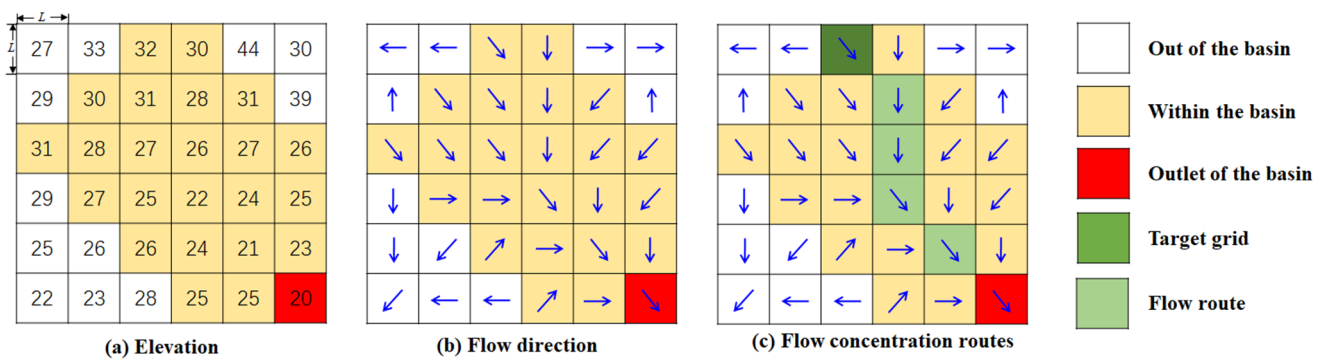 L
L
27 33 32 30 44 30
29 30 31 28 31 39
31 28 27 26 27 26
29 27 25 22 24 25
25 26 26 24 21 23
22 23 28 25 25 20
(a) Elevation
(b) Flow direction
(c) Flow concentration routes
Out of the basin
Within the basin
Outlet of the basin
Target grid
Flow route